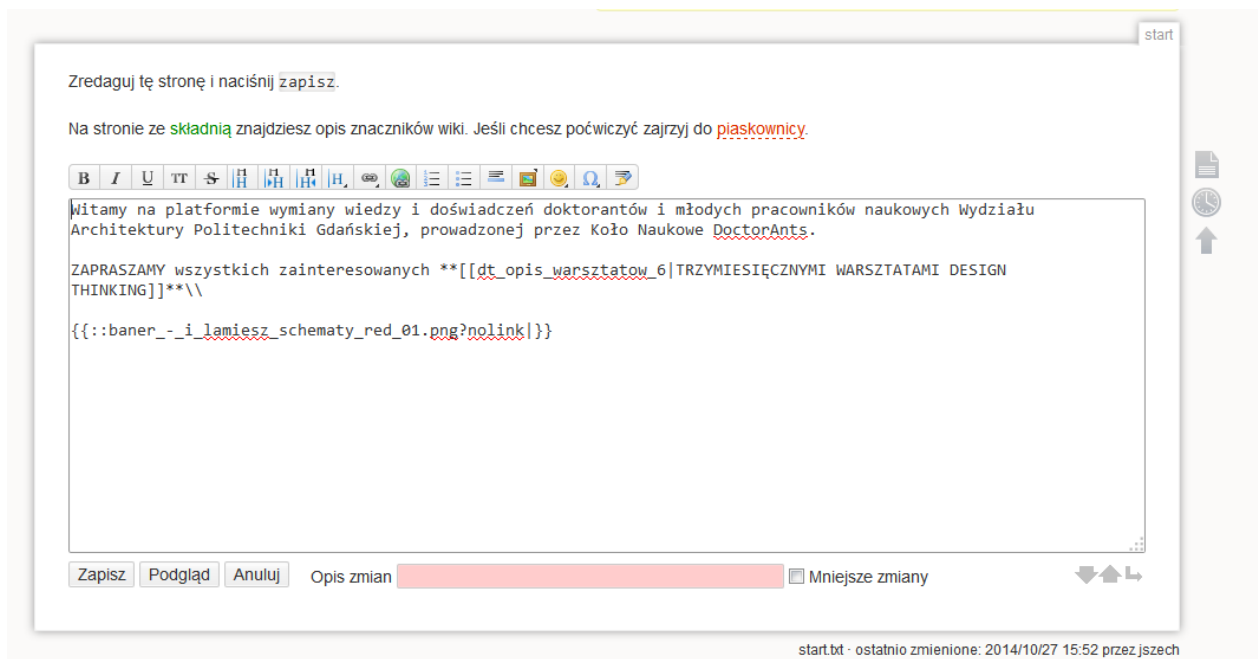 start
Zredaguj tę stronę i naciśnij zapisz.
Na stronie ze składnią znajdziesz opis znaczników wiki. Jeśli chcesz poćwiczyć zajrzyj do piaskownicy.
B I U TT S H H H H, Ω
Witamy na platformie wymiany wiedzy i doświadczeń doktorantów i młodych pracowników naukowych Wydziału
Architektury Politechniki Gdańskiej, prowadzonej przez Koło Naukowe DoctorAnts.
ZAPRASZAMY wszystkich zainteresowanych **[[dt_opis_warsztatow_6|TRZYMIESIĘCZNYMI WARSZTATAMI DESIGN
THINKING]]**\\
{{::baner_-_i_lamiesz_schematy_red_01.png?nolink|}}
Zapisz Podgląd Anuluj Opis zmian Mniejsze zmiany
start.txt · ostatnio zmienione: 2014/10/27 15:52 przez jszech